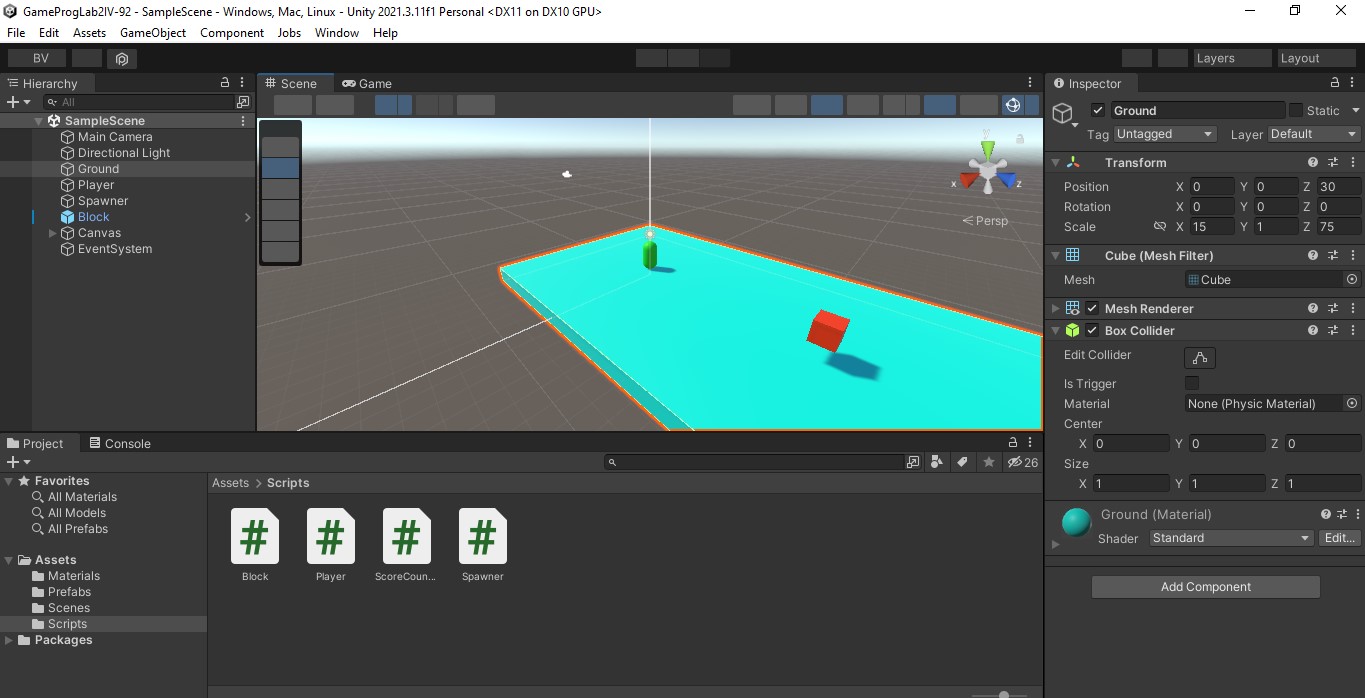 GameProgLab2IV-92 - SampleScene - Windows, Mac, Linux - Unity 2021.3.11f1 Personal <DX11 on DX10 GPU>
File Edit Assets GameObject Component Jobs Window Help
BV Layers Layout
Hierarchy
All
SampleScene
Main Camera
Directional Light
Ground
Player
Spawner
Block
Canvas
EventSystem
Scene Game
y
x
z
Persp
Inspector
Ground Static
Tag Untagged Layer Default
Transform
Position X 0 Y 0 Z 30
Rotation X 0 Y 0 Z 0
Scale X 15 Y 1 Z 75
Cube (Mesh Filter)
Mesh Cube
Mesh Renderer
Box Collider
Edit Collider
Is Trigger
Material None (Physic Material)
Center
X 0 Y 0 Z 0
Size
X 1 Y 1 Z 1
Ground (Material)
Shader Standard Edit...
Add Component
Project Console
26
Favorites
All Materials
All Models
All Prefabs
Assets
Materials
Prefabs
Scenes
Scripts
Packages
Assets > Scripts
# # # #
Block Player ScoreCoun... Spawner